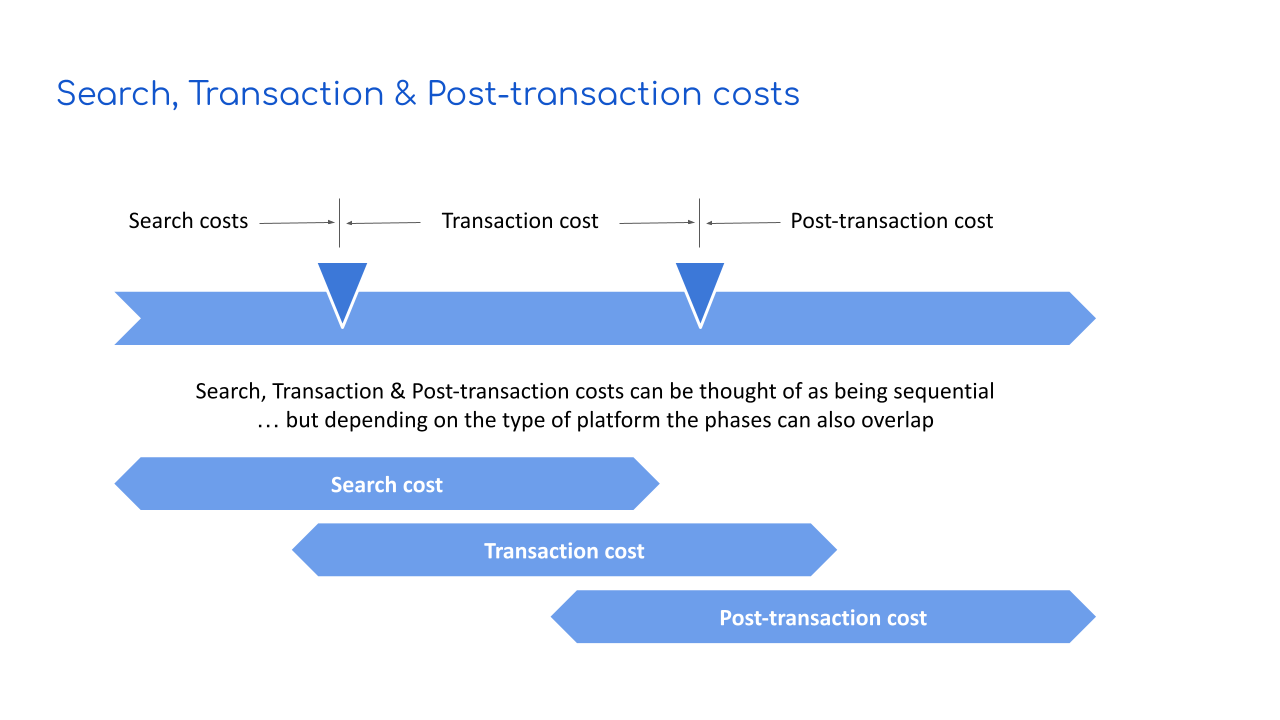 Search, Transaction & Post-transaction costs
Search costs
Transaction cost
Post-transaction cost
Search, Transaction & Post-transaction costs can be thought of as being sequential
… but depending on the type of platform the phases can also overlap
Search cost
Transaction cost
Post-transaction cost